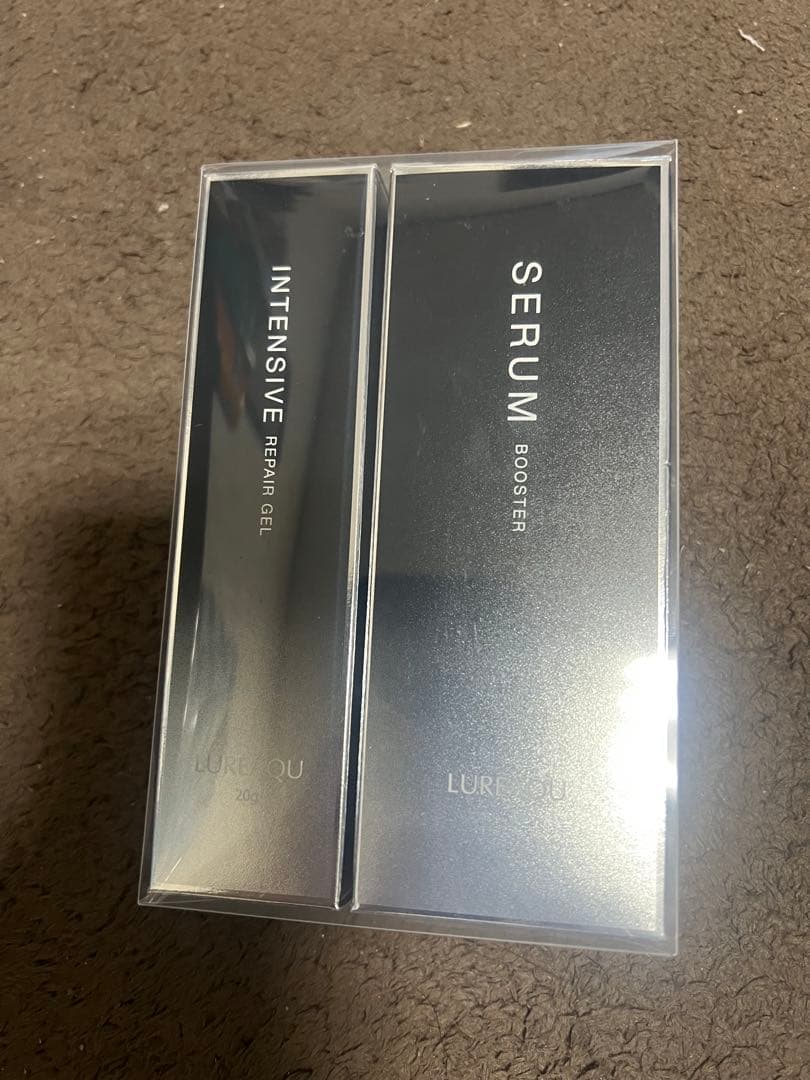 INTENSIVE REPAIR GEL
20g
SERUM BOOSTER